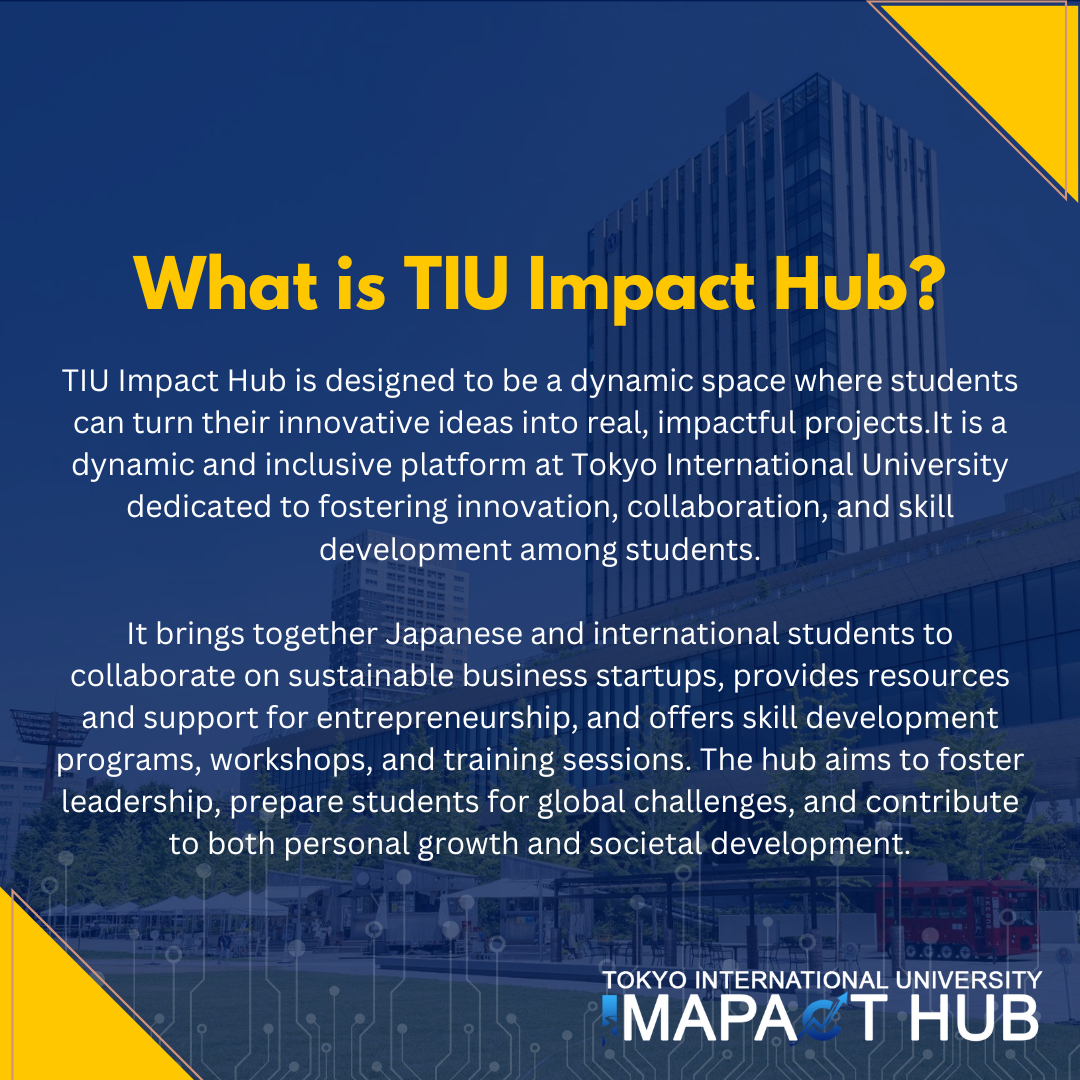 What is TIU Impact Hub?
TIU Impact Hub is designed to be a dynamic space where students
can turn their innovative ideas into real, impactful projects.It is a
dynamic and inclusive platform at Tokyo International University
dedicated to fostering innovation, collaboration, and skill
development among students.
It brings together Japanese and international students to
collaborate on sustainable business startups, provides resources
and support for entrepreneurship, and offers skill development
programs, workshops, and training sessions. The hub aims to foster
leadership, prepare students for global challenges, and contribute
to both personal growth and societal development.
TOKYO INTERNATIONAL UNIVERSITY
IMAPACT HUB